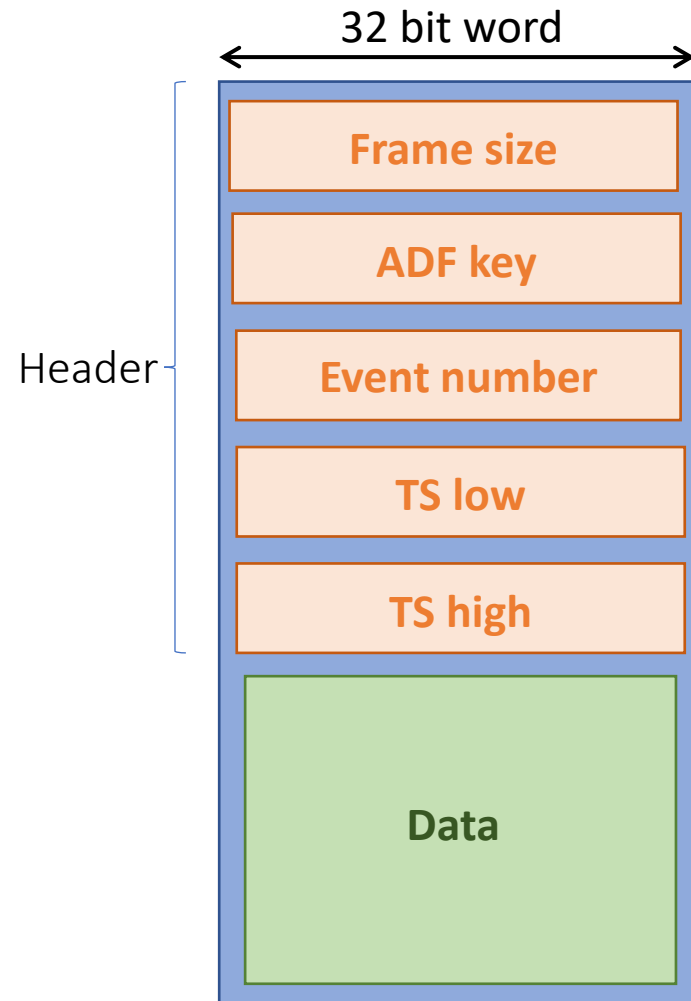 32 bit word
Frame size
ADF key
Header
Event number
TS low
TS high
Data